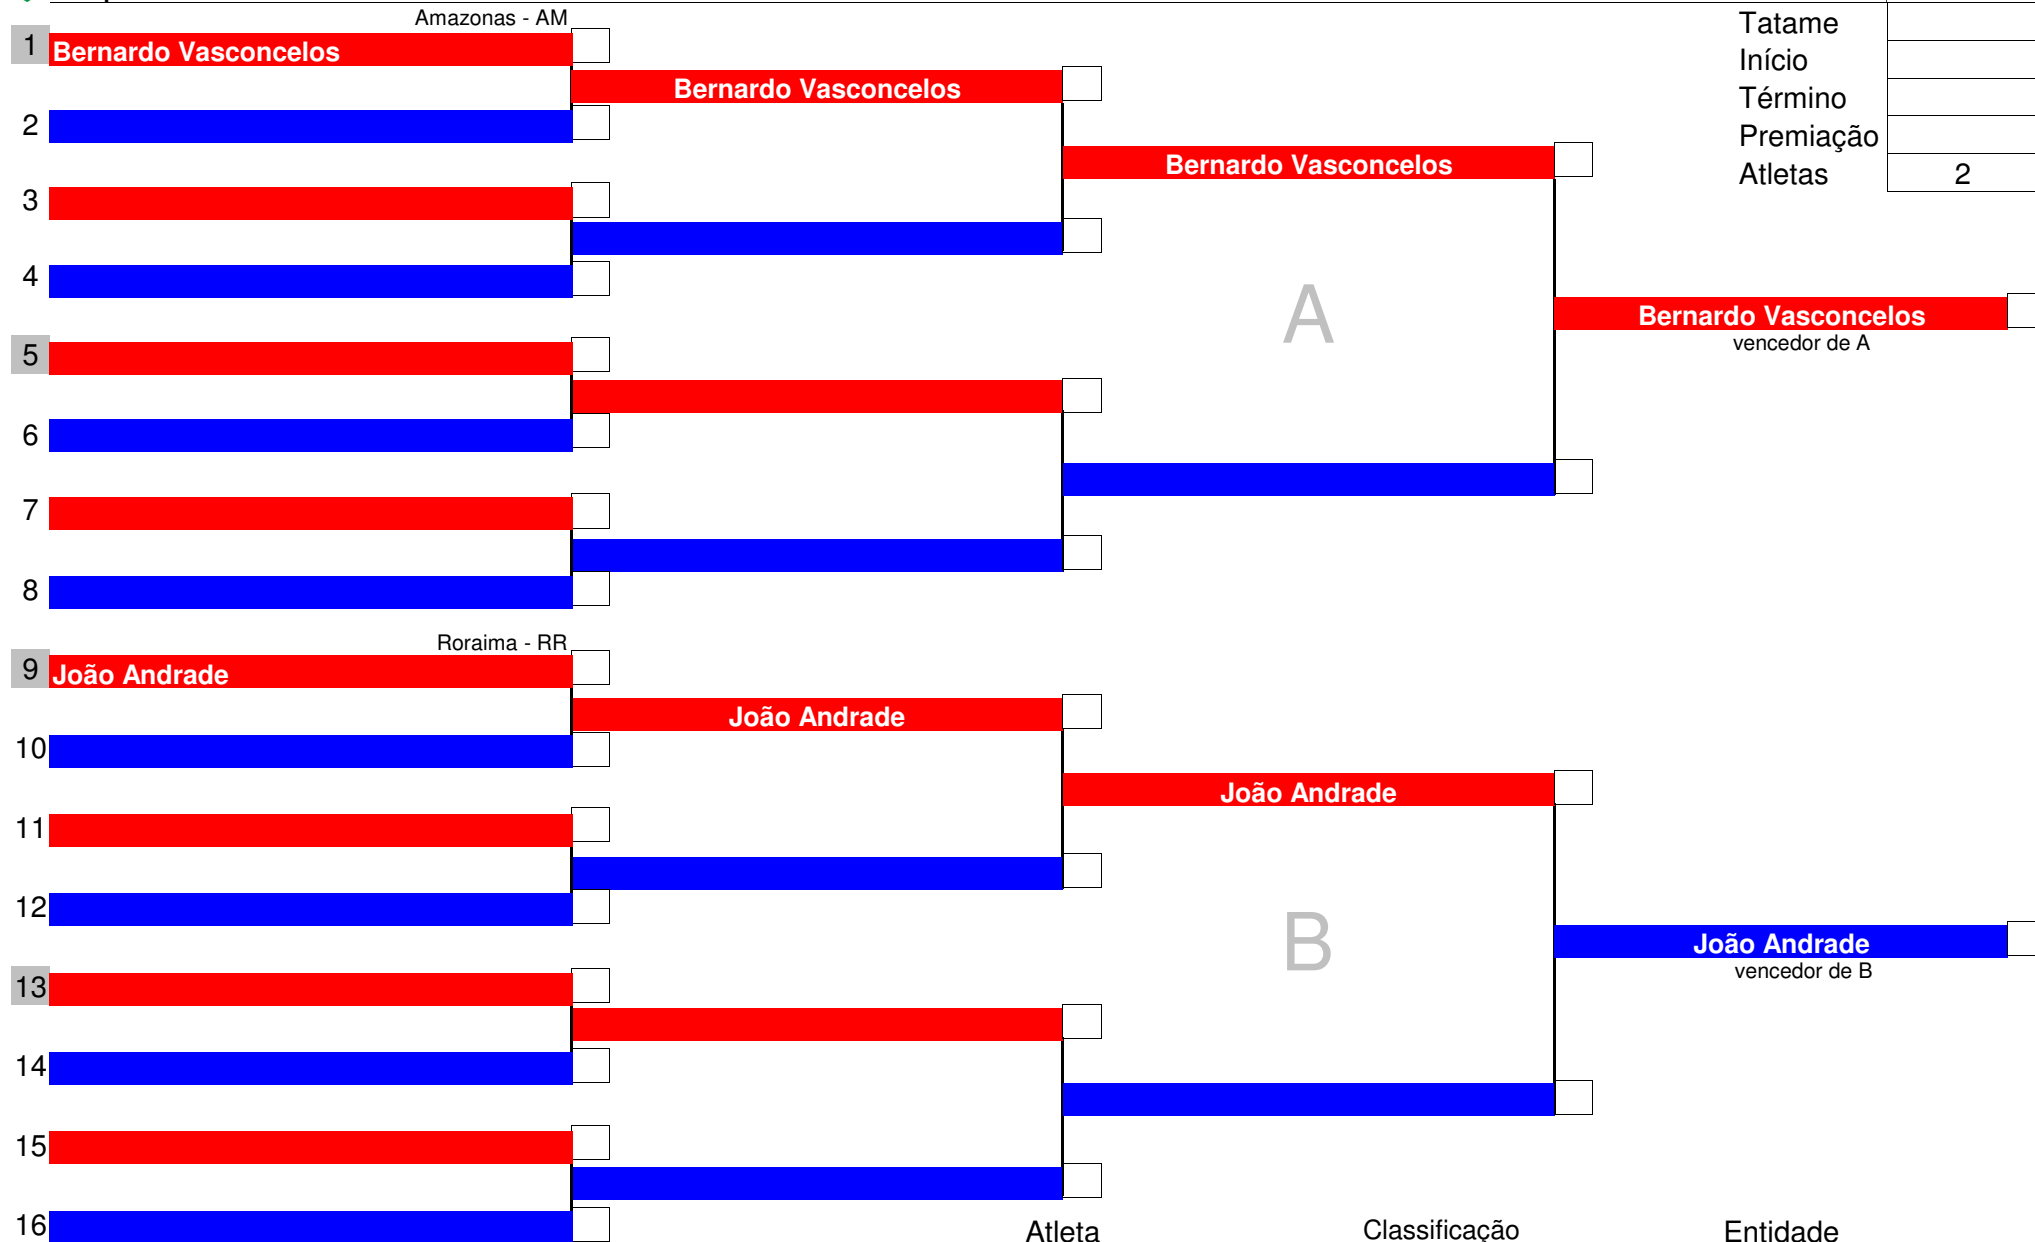 Amazonas - AM
Tatame
1 Bernardo Vasconcelos
Início
Bernardo Vasconcelos
Término
2
Premiação
Bernardo Vasconcelos
Atletas 2
3
4
A
Bernardo Vasconcelos
vencedor de A
5
6
7
8
Roraima - RR
9 João Andrade
João Andrade
10
João Andrade
11
12
B
João Andrade
vencedor de B
13
14
15
16
Atleta Classificação Entidade